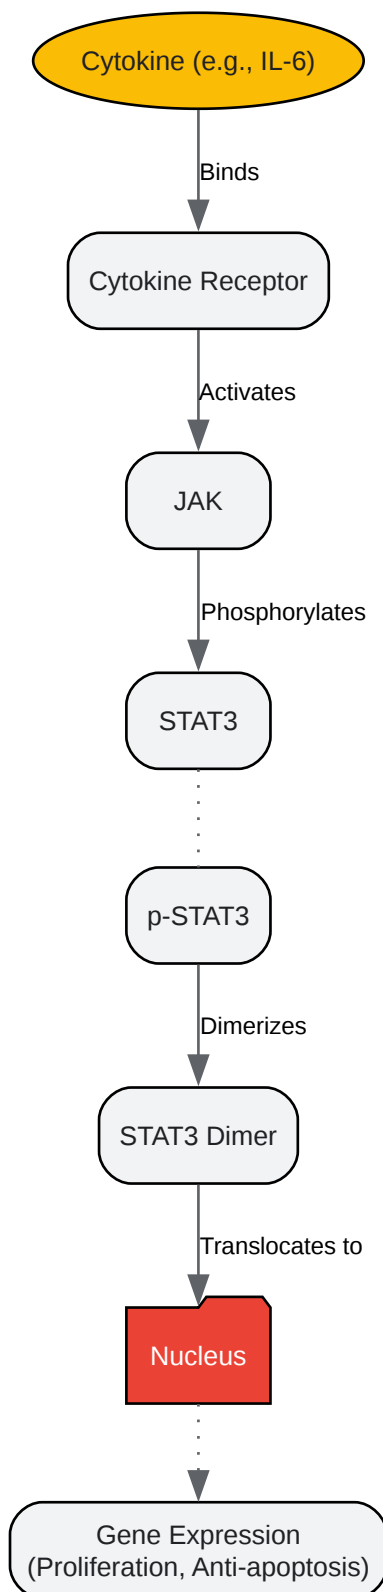 Cytokine (e.g., IL-6)
Binds
Cytokine Receptor
Activates
JAK
Phosphorylates
STAT3
p-STAT3
Dimerizes
STAT3 Dimer
Translocates to
Nucleus
Gene Expression
(Proliferation, Anti-apoptosis)